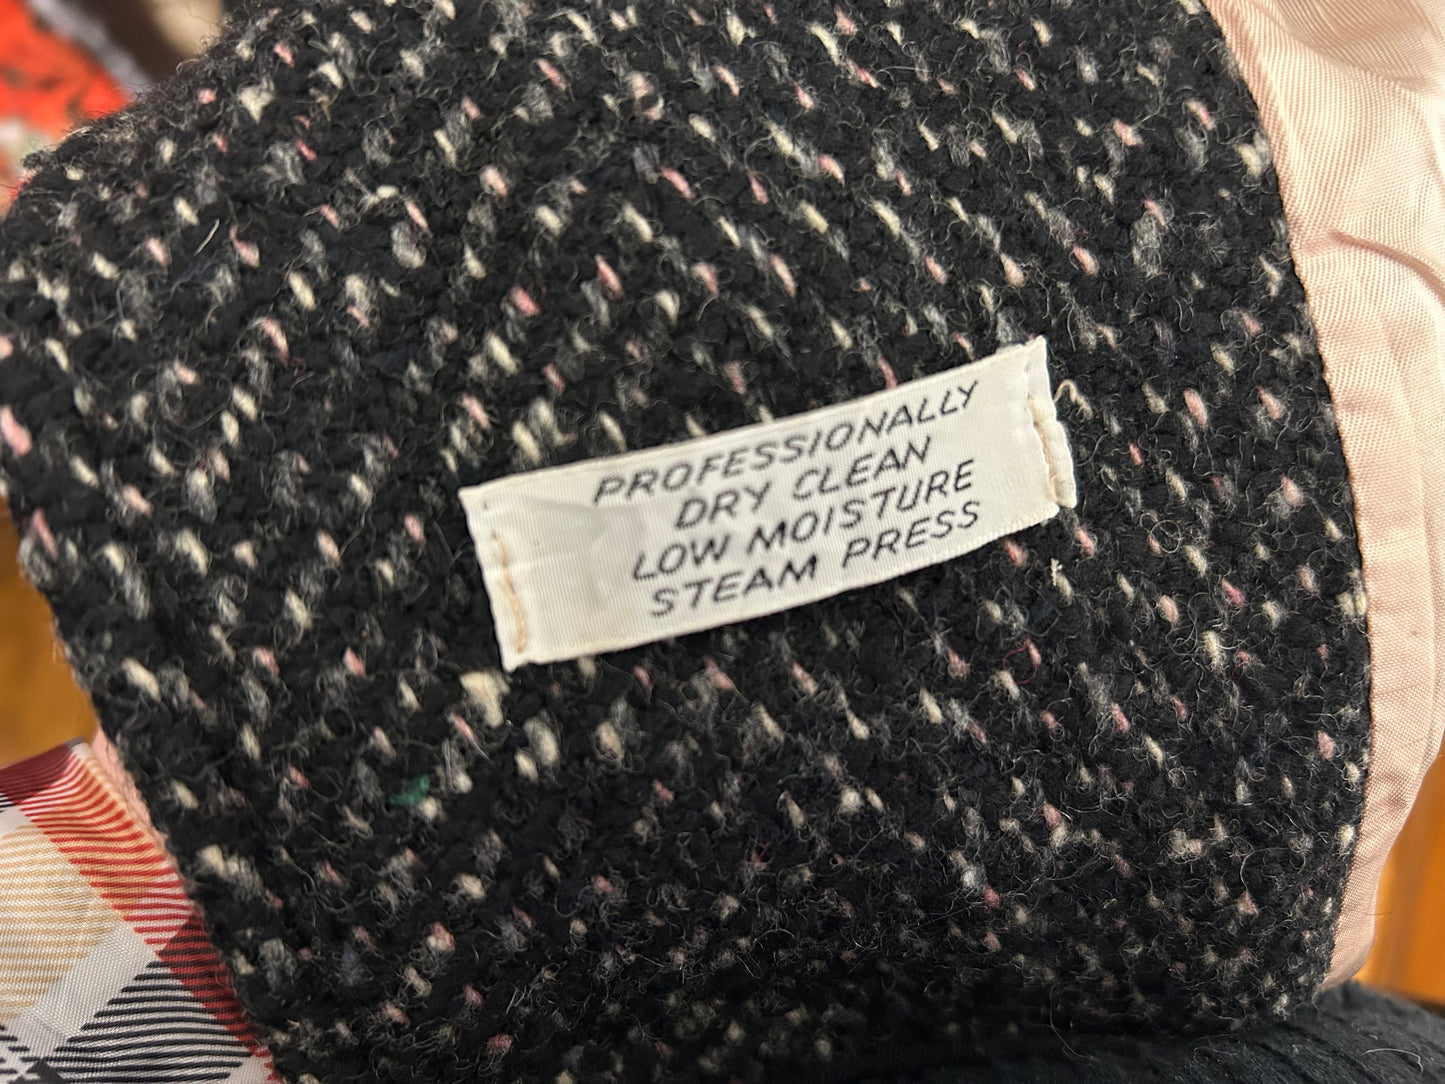 PROFESSIONALLY
DRY CLEAN
LOW MOISTURE
STEAM PRESS